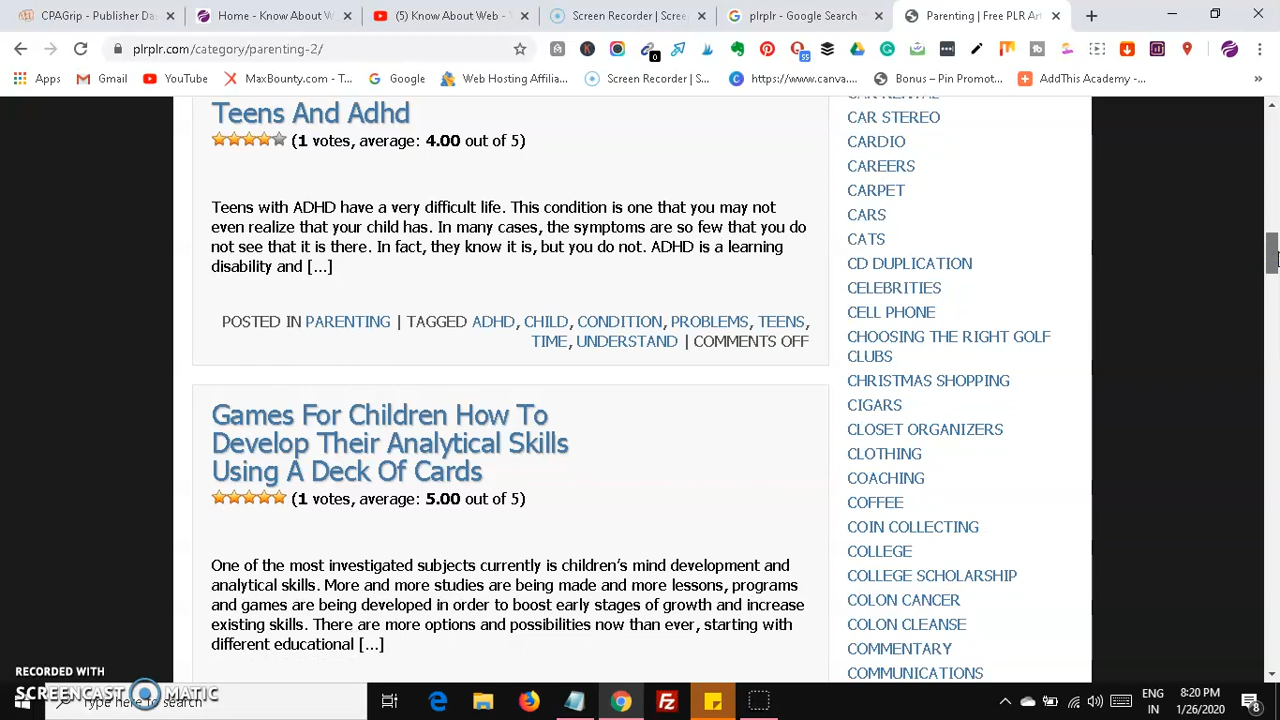 CPAGrip - Publisher Das
Home - Know About W
(5) Know About Web - Y
Screen Recorder | Scree
plrplr - Google Search
Parenting | Free PLR Art
plrplr.com/category/parenting-2/
Apps
Gmail
YouTube
MaxBounty.com - T...
Google
Web Hosting Affilia...
Screen Recorder | S...
https://www.canva....
Bonus – Pin Promot...
AddThis Academy -...
Teens And Adhd
(1 votes, average: 4.00 out of 5)
Teens with ADHD have a very difficult life. This condition is one that you may not
even realize that your child has. In many cases, the symptoms are so few that you do
not see that it is there. In fact, they know it is, but you do not. ADHD is a learning
disability and [...]
POSTED IN PARENTING | TAGGED ADHD, CHILD, CONDITION, PROBLEMS, TEENS,
TIME, UNDERSTAND | COMMENTS OFF
Games For Children How To
Develop Their Analytical Skills
Using A Deck Of Cards
(1 votes, average: 5.00 out of 5)
One of the most investigated subjects currently is children's mind development and
analytical skills. More and more studies are being made and more lessons, programs
and games are being developed in order to boost early stages of growth and increase
existing skills. There are more options and possibilities now than ever, starting with
different educational [...]
CAR RENTAL
CAR STEREO
CARDIO
CAREERS
CARPET
CARS
CATS
CD DUPLICATION
CELEBRITIES
CELL PHONE
CHOOSING THE RIGHT GOLF
CLUBS
CHRISTMAS SHOPPING
CIGARS
CLOSET ORGANIZERS
CLOTHING
COACHING
COFFEE
COIN COLLECTING
COLLEGE
COLLEGE SCHOLARSHIP
COLON CANCER
COLON CLEANSE
COMMENTARY
COMMUNICATIONS
RECORDED WITH
SCREENCAST MATIC
Type here to search
ENG
IN
8:20 PM
1/26/2020
8